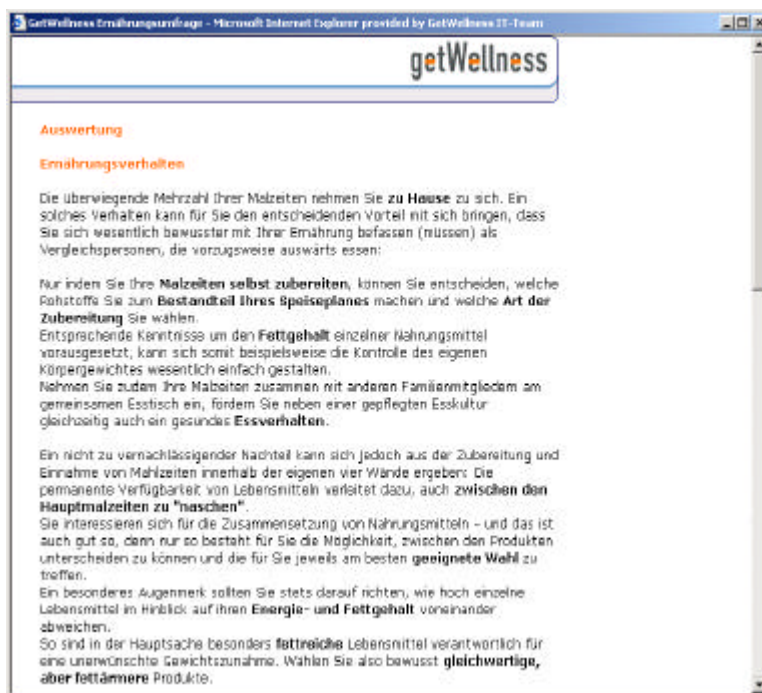 GetWellness Ernährungsumfrage - Microsoft Internet Explorer provided by GetWellness IT-Team
getWellness
Auswertung
Ernährungsverhalten
Die überwiegende Mehrzahl Ihrer Malzeiten nehmen Sie zu Hause zu sich. Ein
solches Verhalten kann für Sie den entscheidenden Vorteil mit sich bringen, dass
Sie sich wesentlich bewusster mit Ihrer Ernährung befassen (müssen) als
Vergleichspersonen, die vorzugsweise auswärts essen:
Nur indem Sie Ihre Malzeiten selbst zubereiten, können Sie entscheiden, welche
Rohstoffe Sie zum Bestandteil Ihres Speiseplanes machen und welche Art der
Zubereitung Sie wählen.
Entsprechende Kenntnisse um den Fettgehalt einzelner Nahrungsmittel
vorausgesetzt, kann sich somit beispielsweise die Kontrolle des eigenen
Körpergewichtes wesentlich einfach gestalten.
Nehmen Sie zudem Ihre Malzeiten zusammen mit anderen Familienmitgliedern am
gemeinsamen Esstisch ein, fördern Sie neben einer gepflegten Esskultur
gleichzeitig auch ein gesundes Essverhalten.
Ein nicht zu vernachlässigender Nachteil kann sich jedoch aus der Zubereitung und
Einnahme von Mahlzeiten innerhalb der eigenen vier Wände ergeben: Die
permanente Verfügbarkeit von Lebensmitteln verleitet dazu, auch zwischen den
Hauptmalzeiten zu "naschen".
Sie interessieren sich für die Zusammensetzung von Nahrungsmitteln – und das ist
auch gut so, denn nur so besteht für Sie die Möglichkeit, zwischen den Produkten
unterscheiden zu können und die für Sie jeweils am besten geeignete Wahl zu
treffen.
Ein besonderes Augenmerk sollten Sie stets darauf richten, wie hoch einzelne
Lebensmittel im Hinblick auf ihren Energie- und Fettgehalt voneinander
abweichen.
So sind in der Hauptsache besonders fettreiche Lebensmittel verantwortlich für
eine unerwünschte Gewichtszunahme. Wählen Sie also bewusst gleichwertige,
aber fettärmere Produkte.